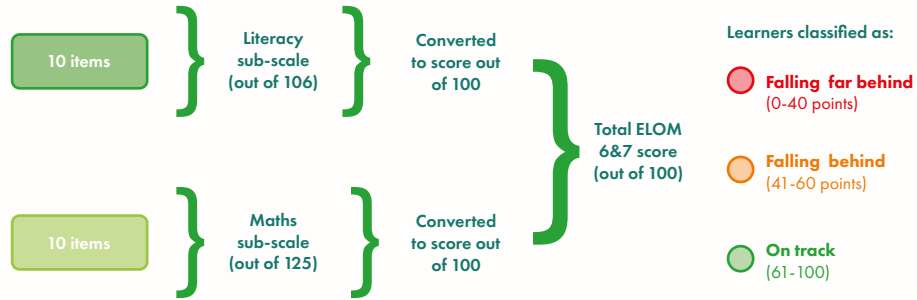 10 items
Literacy
sub-scale
(out of 106)
Converted
to score out
of 100
10 items
Maths
sub-scale
(out of 125)
Converted
to score out
of 100
Total ELOM
6&7 score
(out of 100)
Learners classified as:
Falling far behind
(0-40 points)
Falling behind
(41-60 points)
On track
(61-100)